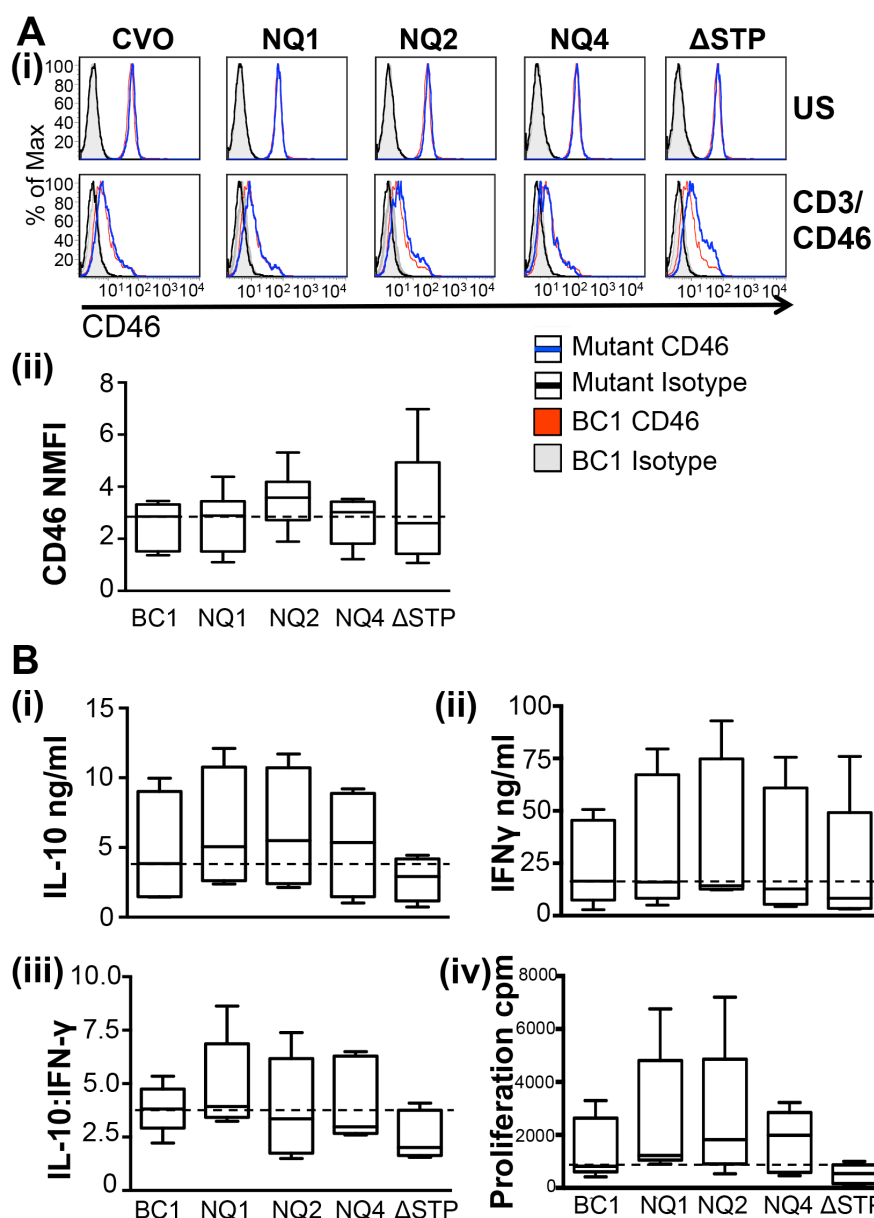 A
CVO NQ1 NQ2 NQ4 ΔSTP
(i)
% of Max
100
80
60
40
20
US
100
80
60
40
20
CD3/
CD46
10¹10²10³10⁴ 10¹10²10³10⁴ 10¹10²10³10⁴ 10¹10²10³10⁴ 10¹10²10³10⁴
CD46
Mutant CD46
Mutant Isotype
BC1 CD46
BC1 Isotype
(ii)
CD46 NMFI
8
6
4
2
0
BC1 NQ1 NQ2 NQ4 ΔSTP
B
(i)
IL-10 ng/ml
15
10
5
0
(ii)
IFNγ ng/ml
100
75
50
25
0
(iii)
IL-10:IFN-γ
10.0
7.5
5.0
2.5
0.0
BC1 NQ1 NQ2 NQ4 ΔSTP
(iv)
Proliferation cpm
8000
6000
4000
2000
0
BC1 NQ1 NQ2 NQ4 ΔSTP